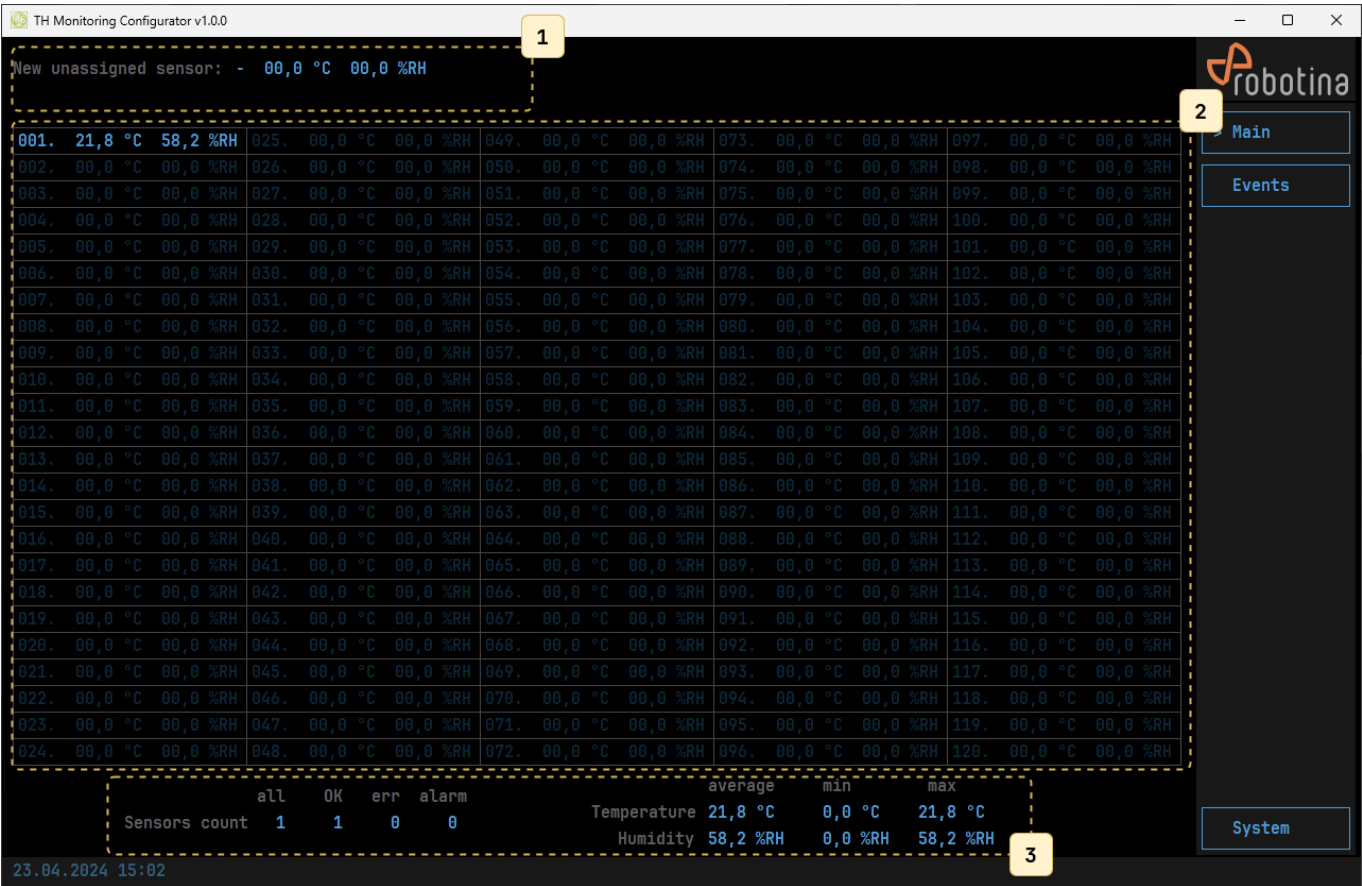 TH Monitoring Configurator v1.0.0
1
New unassigned sensor: - 00,0 °C 00,0 %RH
robotina
2
> Main
Events
001. 21,8 °C 58,2 %RH 025. 00,0 °C 00,0 %RH 049. 00,0 °C 00,0 %RH 073. 00,0 °C 00,0 %RH 097. 00,0 °C 00,0 %RH
002. 00,0 °C 00,0 %RH 026. 00,0 °C 00,0 %RH 050. 00,0 °C 00,0 %RH 074. 00,0 °C 00,0 %RH 098. 00,0 °C 00,0 %RH
003. 00,0 °C 00,0 %RH 027. 00,0 °C 00,0 %RH 051. 00,0 °C 00,0 %RH 075. 00,0 °C 00,0 %RH 099. 00,0 °C 00,0 %RH
004. 00,0 °C 00,0 %RH 028. 00,0 °C 00,0 %RH 052. 00,0 °C 00,0 %RH 076. 00,0 °C 00,0 %RH 100. 00,0 °C 00,0 %RH
005. 00,0 °C 00,0 %RH 029. 00,0 °C 00,0 %RH 053. 00,0 °C 00,0 %RH 077. 00,0 °C 00,0 %RH 101. 00,0 °C 00,0 %RH
006. 00,0 °C 00,0 %RH 030. 00,0 °C 00,0 %RH 054. 00,0 °C 00,0 %RH 078. 00,0 °C 00,0 %RH 102. 00,0 °C 00,0 %RH
007. 00,0 °C 00,0 %RH 031. 00,0 °C 00,0 %RH 055. 00,0 °C 00,0 %RH 079. 00,0 °C 00,0 %RH 103. 00,0 °C 00,0 %RH
008. 00,0 °C 00,0 %RH 032. 00,0 °C 00,0 %RH 056. 00,0 °C 00,0 %RH 080. 00,0 °C 00,0 %RH 104. 00,0 °C 00,0 %RH
009. 00,0 °C 00,0 %RH 033. 00,0 °C 00,0 %RH 057. 00,0 °C 00,0 %RH 081. 00,0 °C 00,0 %RH 105. 00,0 °C 00,0 %RH
010. 00,0 °C 00,0 %RH 034. 00,0 °C 00,0 %RH 058. 00,0 °C 00,0 %RH 082. 00,0 °C 00,0 %RH 106. 00,0 °C 00,0 %RH
011. 00,0 °C 00,0 %RH 035. 00,0 °C 00,0 %RH 059. 00,0 °C 00,0 %RH 083. 00,0 °C 00,0 %RH 107. 00,0 °C 00,0 %RH
012. 00,0 °C 00,0 %RH 036. 00,0 °C 00,0 %RH 060. 00,0 °C 00,0 %RH 084. 00,0 °C 00,0 %RH 108. 00,0 °C 00,0 %RH
013. 00,0 °C 00,0 %RH 037. 00,0 °C 00,0 %RH 061. 00,0 °C 00,0 %RH 085. 00,0 °C 00,0 %RH 109. 00,0 °C 00,0 %RH
014. 00,0 °C 00,0 %RH 038. 00,0 °C 00,0 %RH 062. 00,0 °C 00,0 %RH 086. 00,0 °C 00,0 %RH 110. 00,0 °C 00,0 %RH
015. 00,0 °C 00,0 %RH 039. 00,0 °C 00,0 %RH 063. 00,0 °C 00,0 %RH 087. 00,0 °C 00,0 %RH 111. 00,0 °C 00,0 %RH
016. 00,0 °C 00,0 %RH 040. 00,0 °C 00,0 %RH 064. 00,0 °C 00,0 %RH 088. 00,0 °C 00,0 %RH 112. 00,0 °C 00,0 %RH
017. 00,0 °C 00,0 %RH 041. 00,0 °C 00,0 %RH 065. 00,0 °C 00,0 %RH 089. 00,0 °C 00,0 %RH 113. 00,0 °C 00,0 %RH
018. 00,0 °C 00,0 %RH 042. 00,0 °C 00,0 %RH 066. 00,0 °C 00,0 %RH 090. 00,0 °C 00,0 %RH 114. 00,0 °C 00,0 %RH
019. 00,0 °C 00,0 %RH 043. 00,0 °C 00,0 %RH 067. 00,0 °C 00,0 %RH 091. 00,0 °C 00,0 %RH 115. 00,0 °C 00,0 %RH
020. 00,0 °C 00,0 %RH 044. 00,0 °C 00,0 %RH 068. 00,0 °C 00,0 %RH 092. 00,0 °C 00,0 %RH 116. 00,0 °C 00,0 %RH
021. 00,0 °C 00,0 %RH 045. 00,0 °C 00,0 %RH 069. 00,0 °C 00,0 %RH 093. 00,0 °C 00,0 %RH 117. 00,0 °C 00,0 %RH
022. 00,0 °C 00,0 %RH 046. 00,0 °C 00,0 %RH 070. 00,0 °C 00,0 %RH 094. 00,0 °C 00,0 %RH 118. 00,0 °C 00,0 %RH
023. 00,0 °C 00,0 %RH 047. 00,0 °C 00,0 %RH 071. 00,0 °C 00,0 %RH 095. 00,0 °C 00,0 %RH 119. 00,0 °C 00,0 %RH
024. 00,0 °C 00,0 %RH 048. 00,0 °C 00,0 %RH 072. 00,0 °C 00,0 %RH 096. 00,0 °C 00,0 %RH 120. 00,0 °C 00,0 %RH
all OK err alarm
Sensors count 1 1 0 0
average min max
Temperature 21,8 °C 0,0 °C 21,8 °C
Humidity 58,2 %RH 0,0 %RH 58,2 %RH
3
System
23.04.2024 15:02